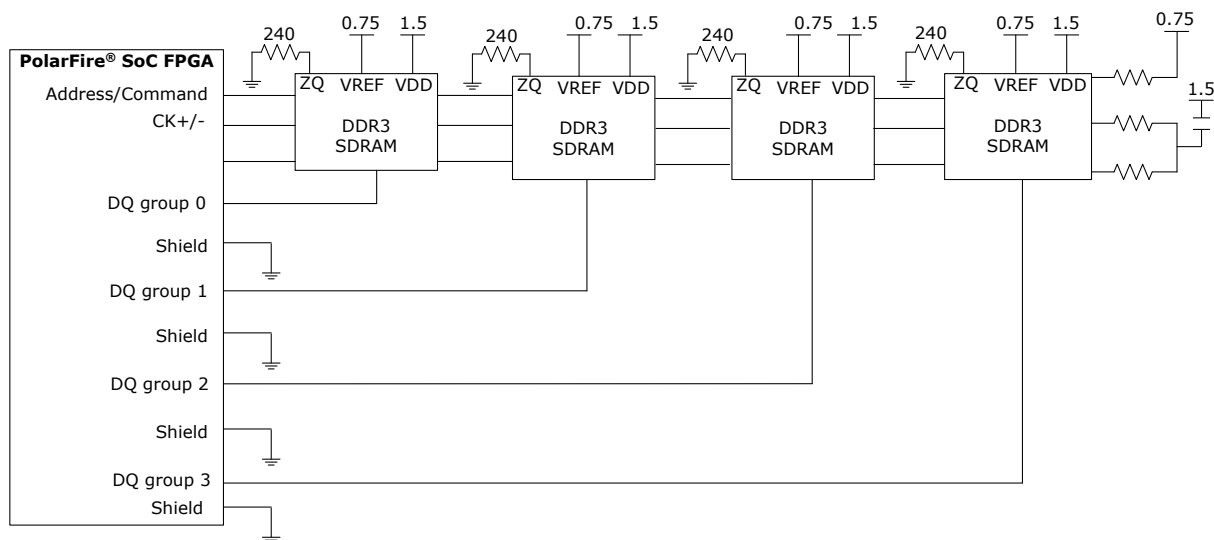 240 0.75 1.5 240 0.75 1.5 240 0.75 1.5 240 0.75 1.5 0.75
PolarFire® SoC FPGA
ZQ VREF VDD
DDR3
SDRAM
ZQ VREF VDD
DDR3
SDRAM
ZQ VREF VDD
DDR3
SDRAM
ZQ VREF VDD
DDR3
SDRAM
1.5
Address/Command
CK+/-
DQ group 0
Shield
DQ group 1
Shield
DQ group 2
Shield
DQ group 3
Shield